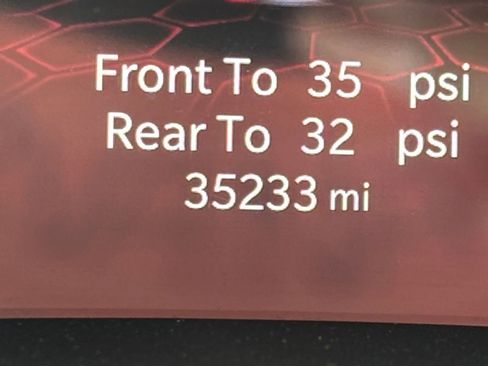 Front To 35 psi
Rear To 32 psi
35233 mi